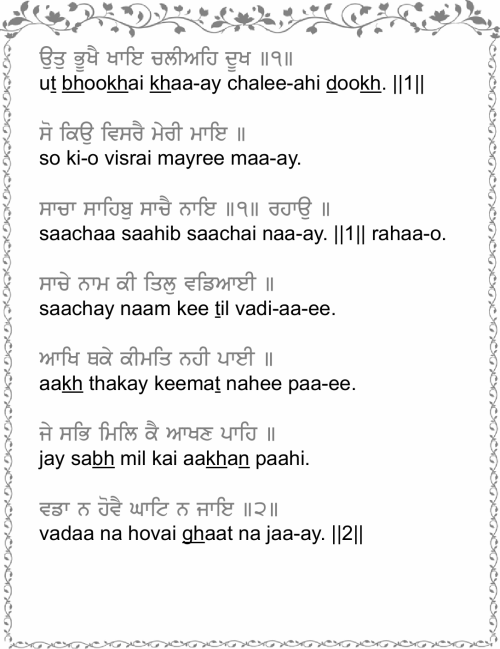 ਉਤੁ ਭੂਖੈ ਖਾਇ ਚਲੀਅਹਿ ਦੂਖ ॥੧॥
ut bhookhai khaa-ay chalee-ahi dookh. ||1||
ਸੋ ਕਿਉ ਵਿਸਰੈ ਮੇਰੀ ਮਾਇ ॥
so ki-o visrai mayree maa-ay.
ਸਾਚਾ ਸਾਹਿਬੁ ਸਾਚੈ ਨਾਇ ॥੧॥ ਰਹਾਉ ॥
saachaa saahib saachai naa-ay. ||1|| rahaa-o.
ਸਾਚੇ ਨਾਮ ਕੀ ਤਿਲੁ ਵਡਿਆਈ ॥
saachay naam kee til vadi-aa-ee.
ਆਖਿ ਥਕੇ ਕੀਮਤਿ ਨਹੀ ਪਾਈ ॥
aakh thakay keemat nahee paa-ee.
ਜੇ ਸਭਿ ਮਿਲਿ ਕੈ ਆਖਣ ਪਾਹਿ ॥
jay sabh mil kai aakhan paahi.
ਵਡਾ ਨ ਹੋਵੈ ਘਾਟਿ ਨ ਜਾਇ ॥੨॥
vadaa na hovai ghaat na jaa-ay. ||2||